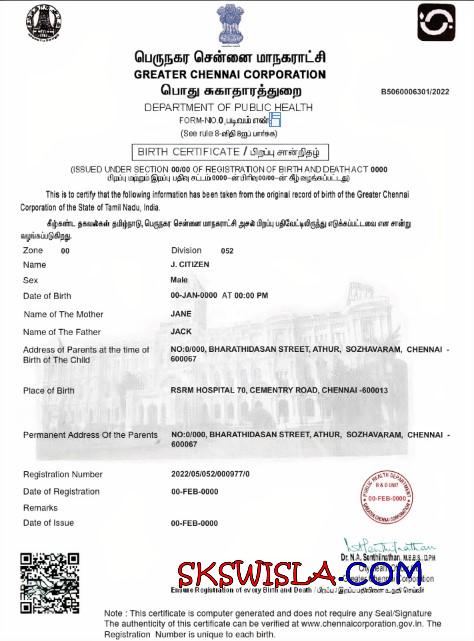 பெருநகர சென்னை மாநகராட்சி
GREATER CHENNAI CORPORATION
பொது சுகாதாரத்துறை
B5060006301/2022
DEPARTMENT OF PUBLIC HEALTH
FORM-NO.0,படிவம் எண்
(See rule 8-விதி 8ஐப் பார்க்க)
BIRTH CERTIFICATE / பிறப்பு சான்றிதழ்
(ISSUED UNDER SECTION 00/00 OF REGISTRATION OF BIRTH AND DEATH ACT 0000
பிறப்பு மற்றும் இறப்பு பதிவு சட்டம் 0000 -ன் பிரிவு 00/00-ன் கீழ் வழங்கப்பட்டது)
This is to certify that the following information has been taken from the original record of birth of the Greater Chennai
Corporation of the State of Tamil Nadu, India.
கீழ்கண்ட தகவல்கள் தமிழ்நாடு, பெருநகர சென்னை மாநகராட்சி அசல் பிறப்பு பதிவேட்டிலிருந்து எடுக்கப்பட்டவை என சான்று
வழங்கப்படுகிறது.
Zone 00 Division 052
Name J. CITIZEN
Sex Male
Date of Birth 00-JAN-0000 AT 00:00 PM
Name of The Mother JANE
Name of The Father JACK
Address of Parents at the time of NO:0/000, BHARATHIDASAN STREET, ATHUR, SOZHAVARAM, CHENNAI -
Birth of The Child 600067
Place of Birth RSRM HOSPITAL 70, CEMENTRY ROAD, CHENNAI -600013
Permanent Address Of the Parents NO:0/000, BHARATHIDASAN STREET, ATHUR, SOZHAVARAM, CHENNAI -
600067
Registration Number 2022/05/052/000977/0
Date of Registration 00-FEB-0000
Remarks
Date of Issue 00-FEB-0000
PUBLIC HEALTH DEPARTMENT
B & D UNIT
00-FEB-0000
GREATER CHENNAI CORPORATION
Dr. N.A. Senthilnathan, M.B.B.S., D.PH
City Health
Greater Chennai Corporation
SKSWISLA.COM
Ensure Registration of every Birth and Death / பிறப்பு / இறப்பு பதிவினை உறுதி செய்வீர்
Note : This certificate is computer generated and does not require any Seal/Signature
The authenticity of this certificate can be verified at www.chennaicorporation.gov.in. The
Registration Number is unique to each birth.